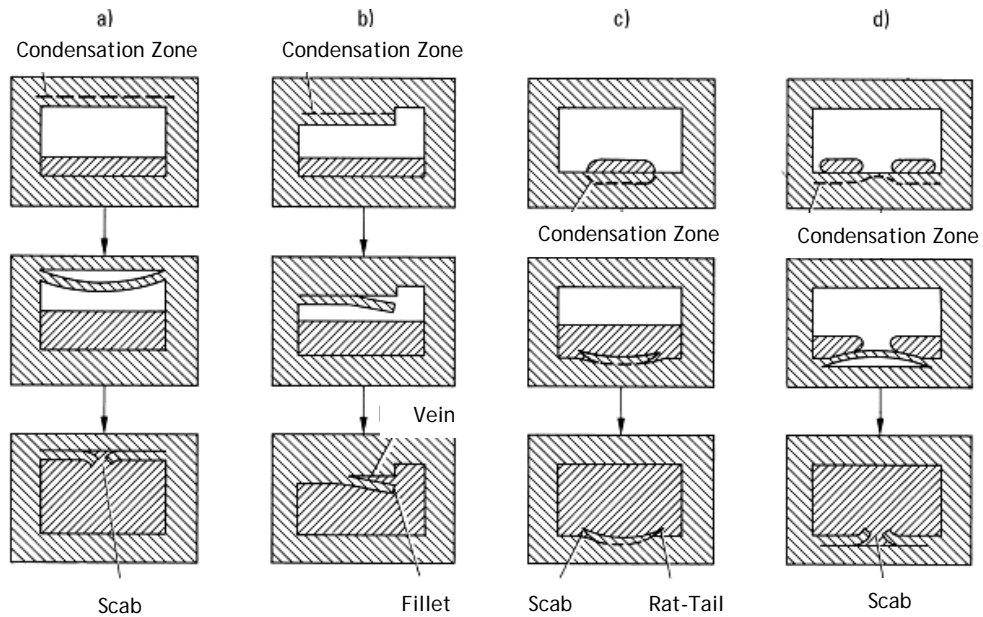 a)
b)
c)
d)
Condensation Zone
Condensation Zone
Condensation Zone
Condensation Zone
Vein
Scab
Fillet
Scab
Rat-Tail
Scab